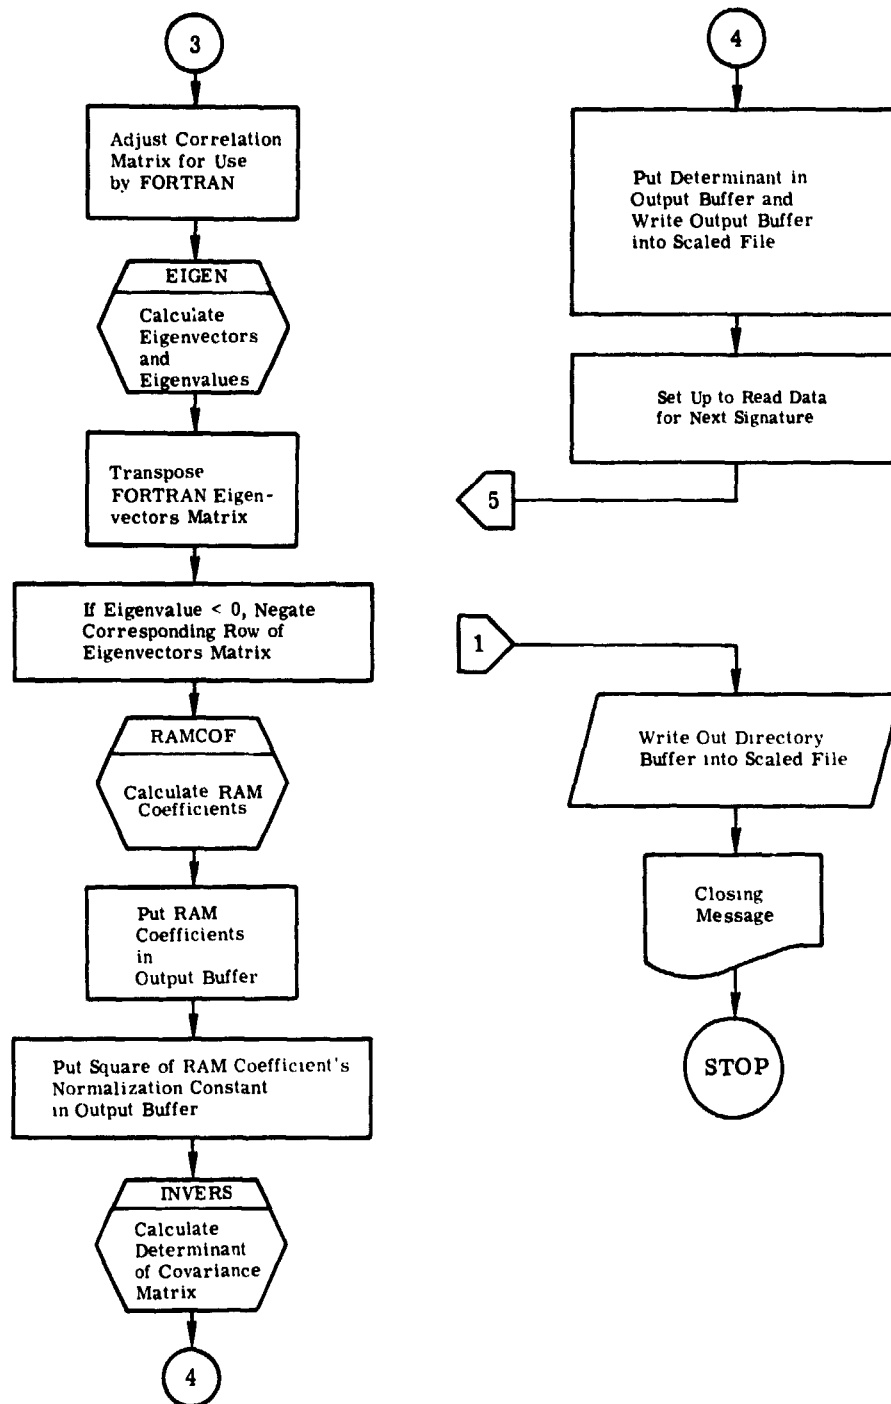 3
Adjust Correlation
Matrix for Use
by FORTRAN
EIGEN
Calculate
Eigenvectors
and
Eigenvalues
Transpose
FORTRAN Eigen-
vectors Matrix
If Eigenvalue < 0, Negate
Corresponding Row of
Eigenvectors Matrix
RAMCOF
Calculate RAM
Coefficients
Put RAM
Coefficients
in
Output Buffer
Put Square of RAM Coefficient's
Normalization Constant
in Output Buffer
INVERS
Calculate
Determinant
of Covariance
Matrix
4
4
Put Determinant in
Output Buffer and
Write Output Buffer
into Scaled File
Set Up to Read Data
for Next Signature
5
1
Write Out Directory
Buffer into Scaled File
Closing
Message
STOP